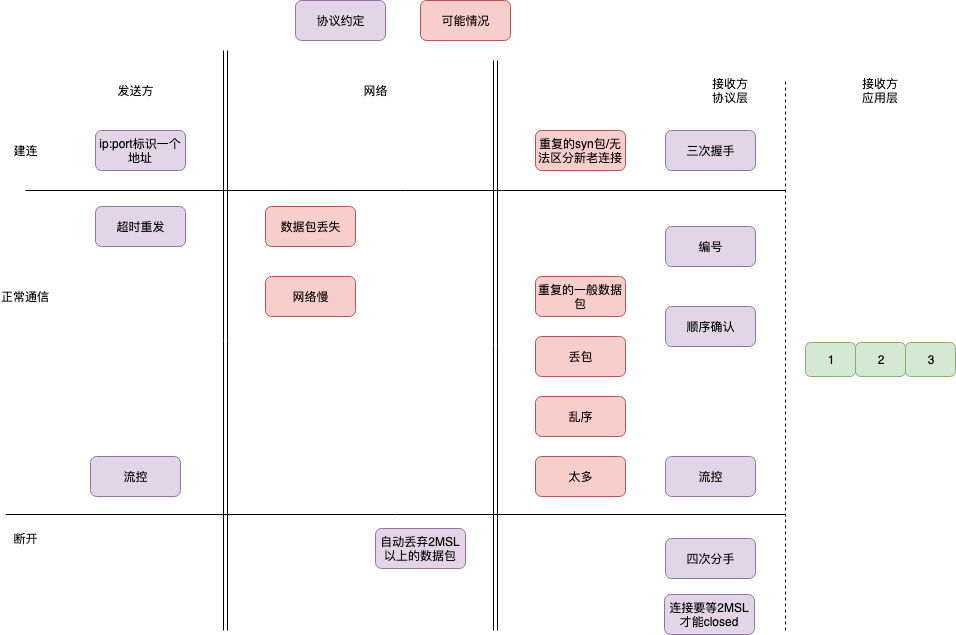 协议约定
可能情况
发送方
网络
接收方
协议层
接收方
应用层
建连
ip:port标识一个
地址
重复的syn包/无
法区分新老连接
三次握手
超时重发
数据包丢失
编号
正常通信
网络慢
重复的一般数据
包
顺序确认
丢包
1
2
3
乱序
流控
太多
流控
断开
自动丢弃2MSL
以上的数据包
四次分手
连接要等2MSL
才能closed